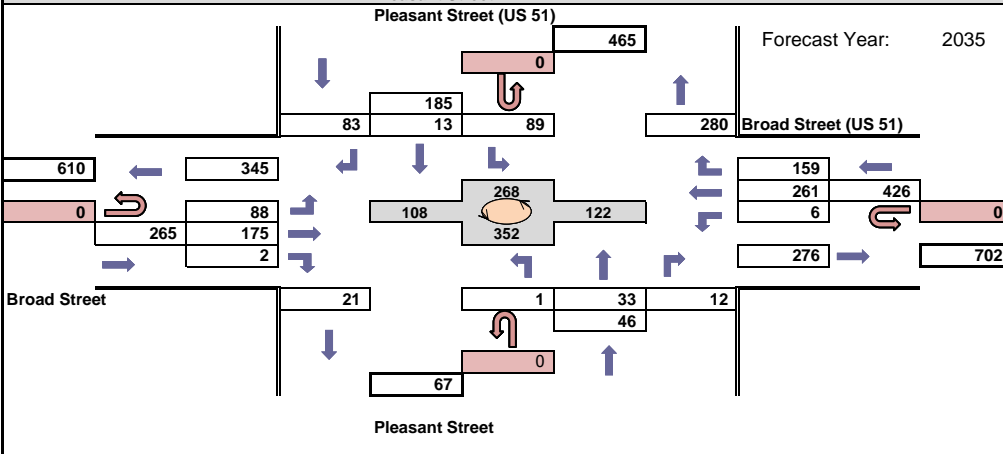 Pleasant Street (US 51)
465
Forecast Year: 2035
0
185
83 13 89 280 Broad Street (US 51)
610 345 159
268
261 426
0 88 108 122 6 0
265 175 352
2 276 702
Broad Street 21 1 33 12
46
0
67
Pleasant Street